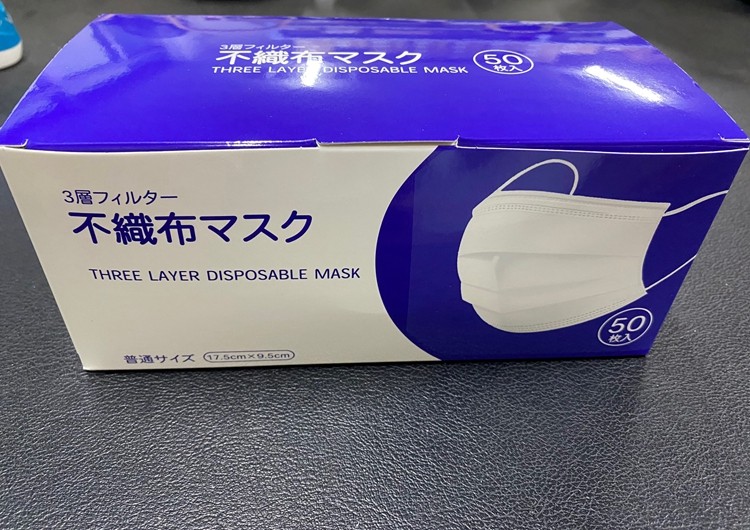 3層フィルター
不織布マスク
THREE LAYER DISPOSABLE MASK
50
枚入
3層フィルター
不織布マスク
THREE LAYER DISPOSABLE MASK
普通サイズ 17.5cm×9.5cm
50
枚入